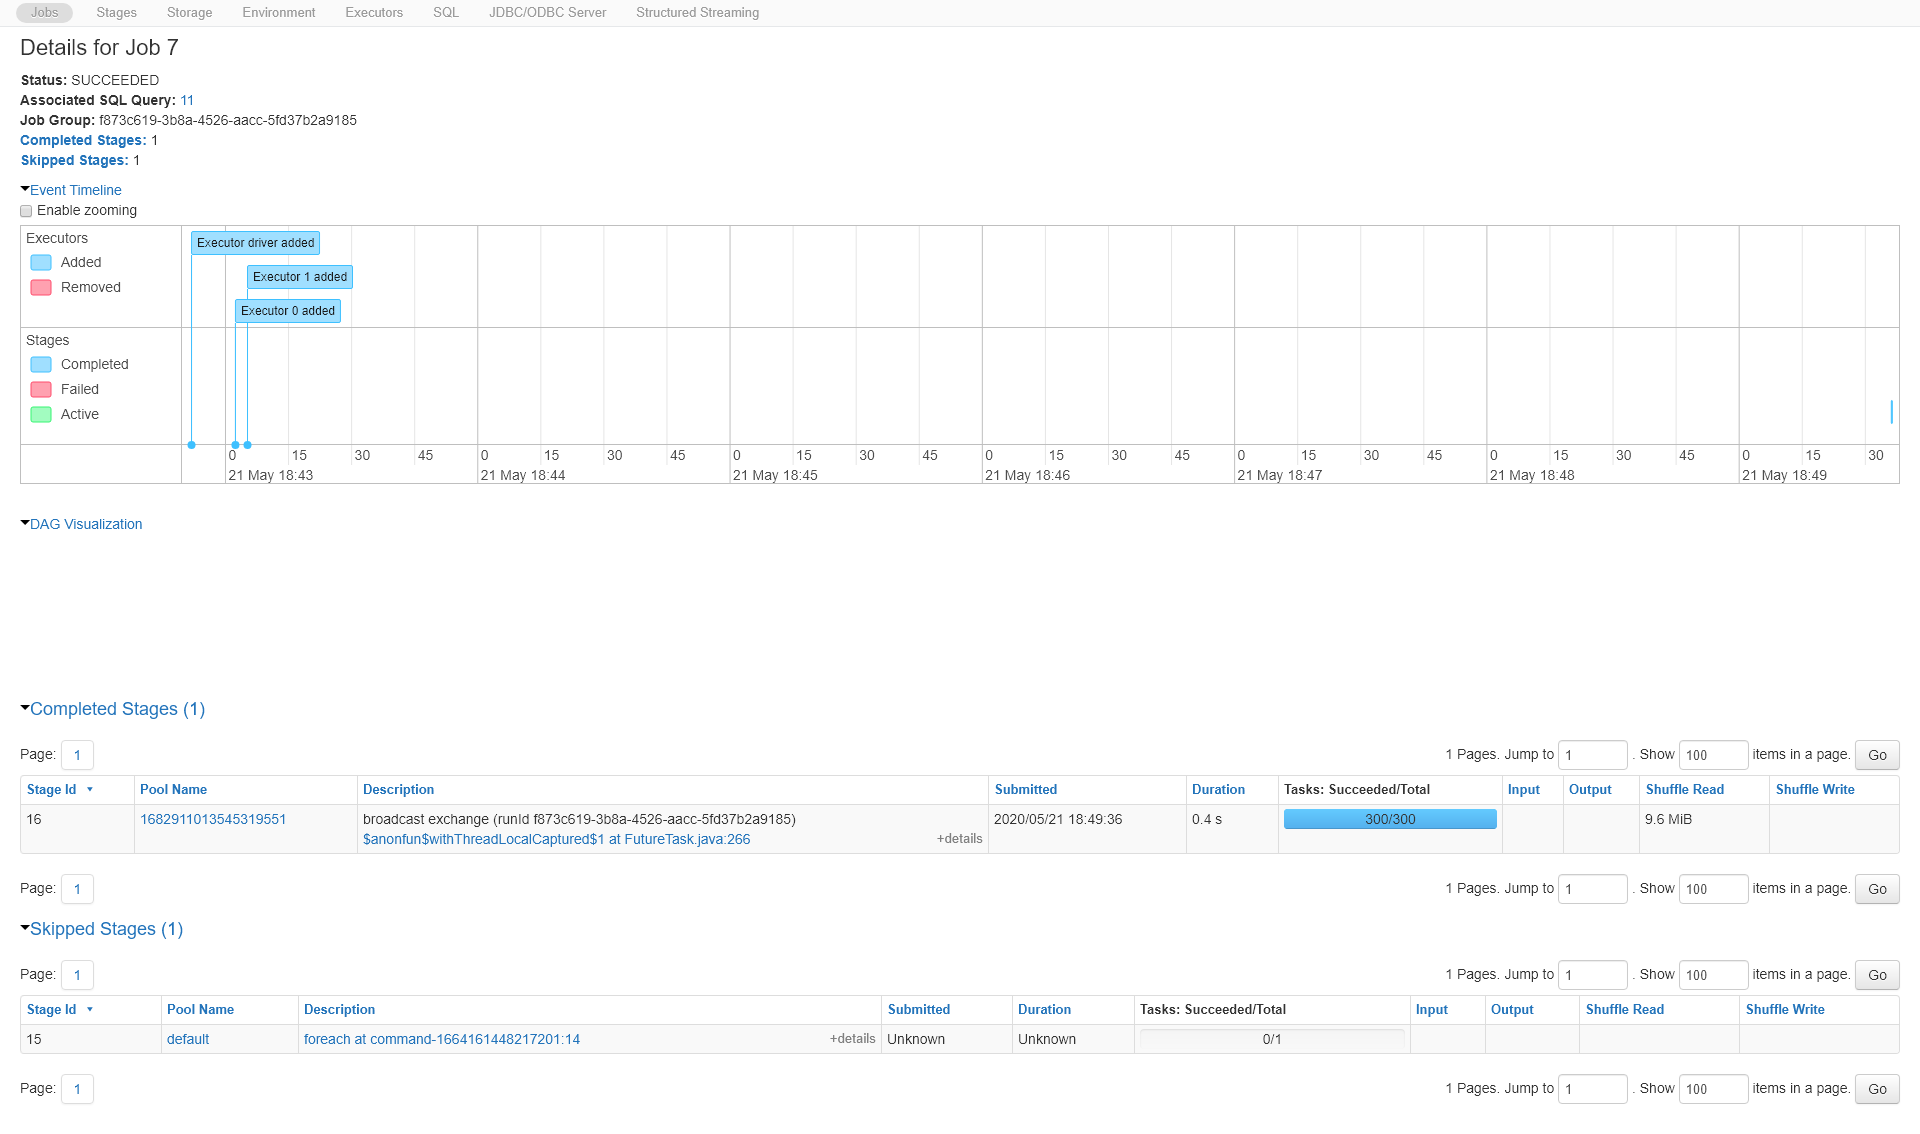 Jobs Stages Storage Environment Executors SQL JDBC/ODBC Server Structured Streaming
Details for Job 7
Status: SUCCEEDED
Associated SQL Query: 11
Job Group: f873c619-3b8a-4526-aacc-5fd37b2a9185
Completed Stages: 1
Skipped Stages: 1
Event Timeline
Enable zooming
Executors
Added
Removed
Executor driver added
Executor 1 added
Executor 0 added
Stages
Completed
Failed
Active
0 15 30 45 0 15 30 45 0 15 30 45 0 15 30 45 0 15 30 45 0 15 30 45 0 15 30
21 May 18:43 21 May 18:44 21 May 18:45 21 May 18:46 21 May 18:47 21 May 18:48 21 May 18:49
DAG Visualization
Completed Stages (1)
Page: 1 1 Pages. Jump to 1 . Show 100 items in a page. Go
Stage Id Pool Name Description Submitted Duration Tasks: Succeeded/Total Input Output Shuffle Read Shuffle Write
16 1682911013545319551 broadcast exchange (runId f873c619-3b8a-4526-aacc-5fd37b2a9185) 2020/05/21 18:49:36 0.4 s 300/300 9.6 MiB
$anonfun$withThreadLocalCaptured$1 at FutureTask.java:266 +details
Page: 1 1 Pages. Jump to 1 . Show 100 items in a page. Go
Skipped Stages (1)
Page: 1 1 Pages. Jump to 1 . Show 100 items in a page. Go
Stage Id Pool Name Description Submitted Duration Tasks: Succeeded/Total Input Output Shuffle Read Shuffle Write
15 default foreach at command-1664161448217201:14 +details Unknown Unknown 0/1
Page: 1 1 Pages. Jump to 1 . Show 100 items in a page. Go